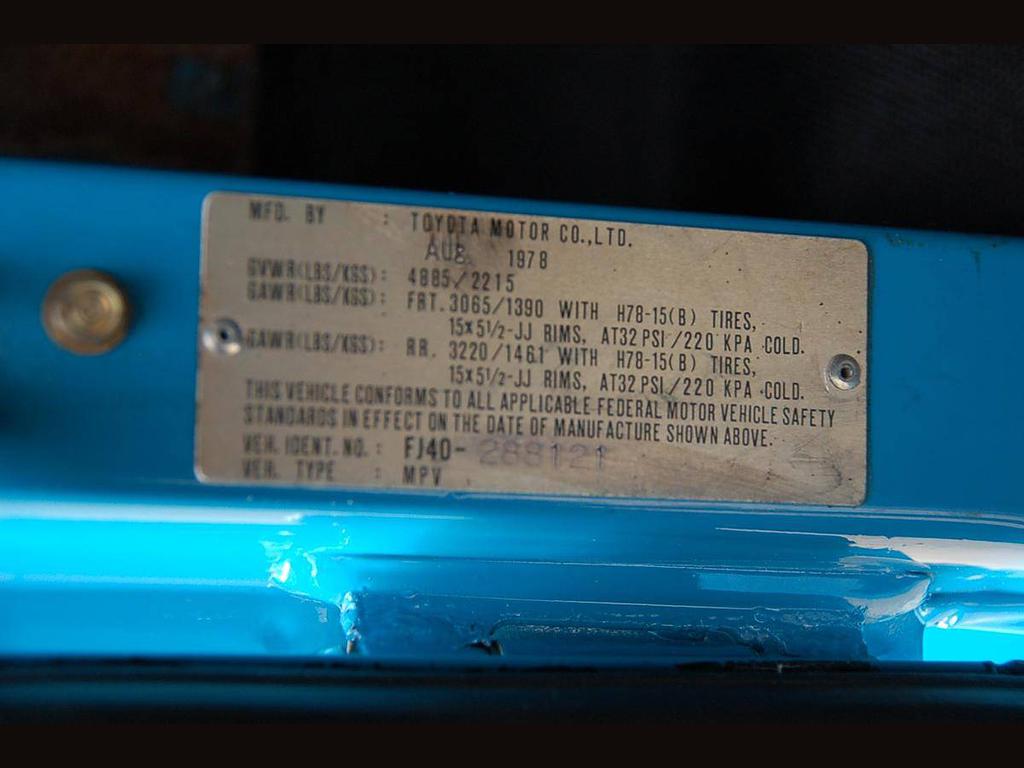 MFD. BY : TOYOTA MOTOR CO.,LTD.
AUG. 1978
GVWR(LBS/KGS): 4885/2215
GAWR(LBS/KGS): FRT.3065/1390 WITH H78-15(B) TIRES,
15x5½-JJ RIMS, AT32 PSI/220 KPA COLD.
GAWR(LBS/KGS): RR. 3220/1461 WITH H78-15(B) TIRES,
15x5½-JJ RIMS, AT32 PSI/220 KPA COLD.
THIS VEHICLE CONFORMS TO ALL APPLICABLE FEDERAL MOTOR VEHICLE SAFETY
STANDARDS IN EFFECT ON THE DATE OF MANUFACTURE SHOWN ABOVE.
VEH. IDENT. NO. : FJ40-288121
VEH. TYPE : MPV